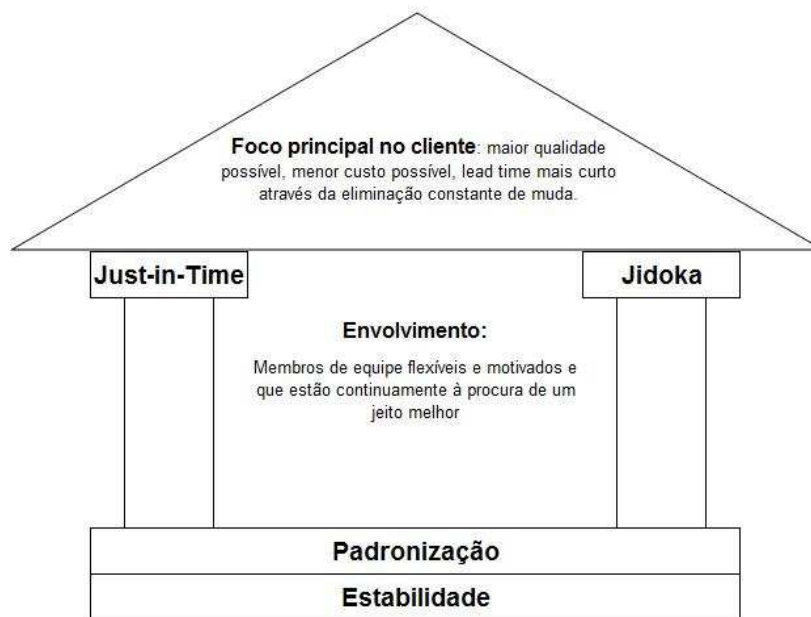 Foco principal no cliente: maior qualidade
possível, menor custo possível, lead time mais curto
através da eliminação constante de muda.
Just-in-Time
Jidoka
Envolvimento:
Membros de equipe flexíveis e motivados e
que estão continuamente à procura de um
jeito melhor
Padronização
Estabilidade